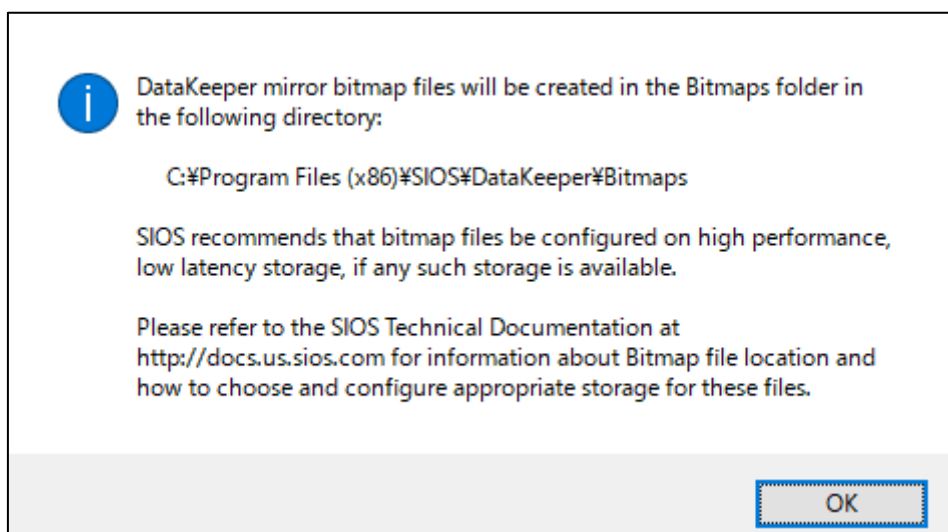 DataKeeper mirror bitmap files will be created in the Bitmaps folder in
the following directory:
C:¥Program Files (x86)¥SIOS¥DataKeeper¥Bitmaps
SIOS recommends that bitmap files be configured on high performance,
low latency storage, if any such storage is available.
Please refer to the SIOS Technical Documentation at
http://docs.us.sios.com for information about Bitmap file location and
how to choose and configure appropriate storage for these files.
OK